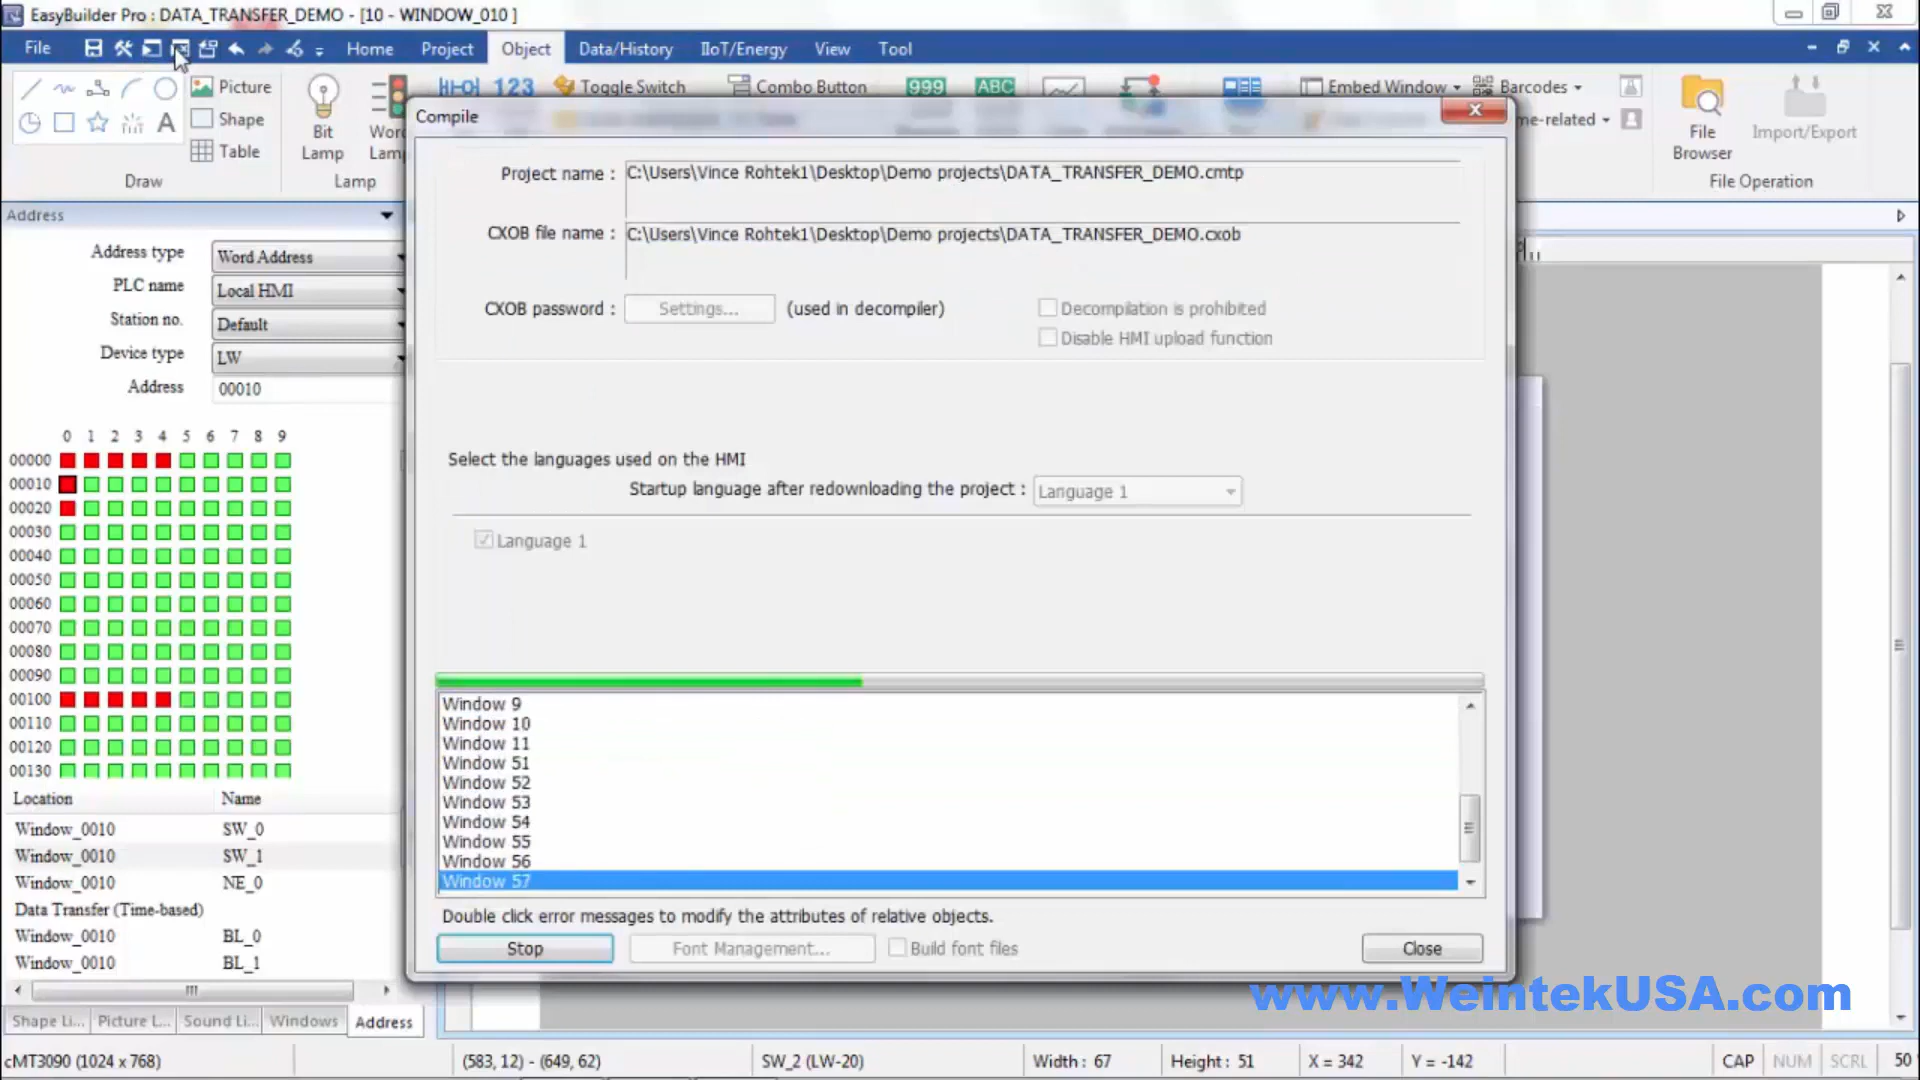 EasyBuilder Pro : DATA_TRANSFER_DEMO - [10 - WINDOW_010 ]
File Home Project Object Data/History IIoT/Energy View Tool
Picture Toggle Switch Combo Button Embed Window Barcodes
Shape me-related
Table
Bit Lamp
Word Lamp
File Browser
Import/Export
Draw Lamp File Operation
Compile
Project name : C:\Users\Vince Rohtek1\Desktop\Demo projects\DATA_TRANSFER_DEMO.cmtp
CXOB file name : C:\Users\Vince Rohtek1\Desktop\Demo projects\DATA_TRANSFER_DEMO.cxob
CXOB password : Settings... (used in decompiler) Decompilation is prohibited
Disable HMI upload function
Select the languages used on the HMI
Startup language after redownloading the project : Language 1
Language 1
Window 9
Window 10
Window 11
Window 51
Window 52
Window 53
Window 54
Window 55
Window 56
Window 57
Double click error messages to modify the attributes of relative objects.
Stop Font Management... Build font files Close
Address
Address type Word Address
PLC name Local HMI
Station no. Default
Device type LW
Address 00010
0 1 2 3 4 5 6 7 8 9
00000
00010
00020
00030
00040
00050
00060
00070
00080
00090
00100
00110
00120
00130
Location Name
Window_0010 SW_0
Window_0010 SW_1
Window_0010 NE_0
Data Transfer (Time-based)
Window_0010 BL_0
Window_0010 BL_1
Shape Li... Picture L... Sound Li... Windows Address
www.WeintekUSA.com
cMT3090 (1024 x 768) (583, 12) - (649, 62) SW_2 (LW-20) Width : 67 Height : 51 X = 342 Y = -142 CAP NUM SCRL 50